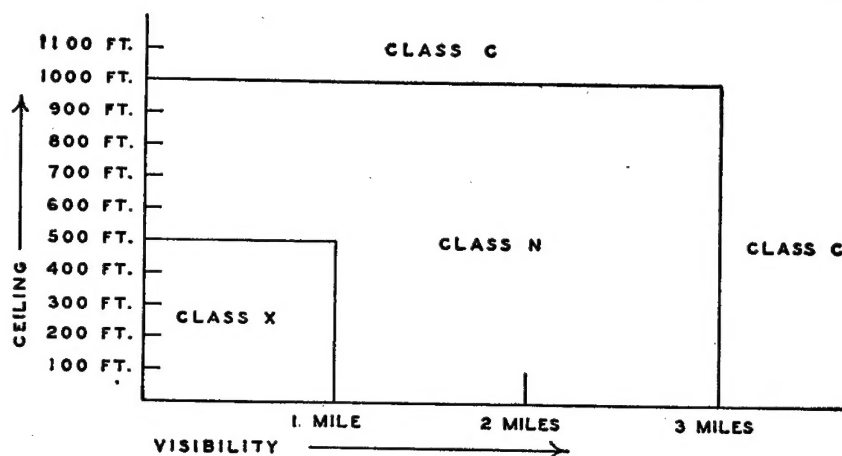 1100 FT.
CLASS C
1000 FT.
900 FT.
800 FT.
700 FT.
600 FT.
500 FT.
CLASS N
CLASS C
400 FT.
300 FT.
CLASS X
200 FT.
100 FT.
CEILING
1. MILE
2 MILES
3 MILES
VISIBILITY